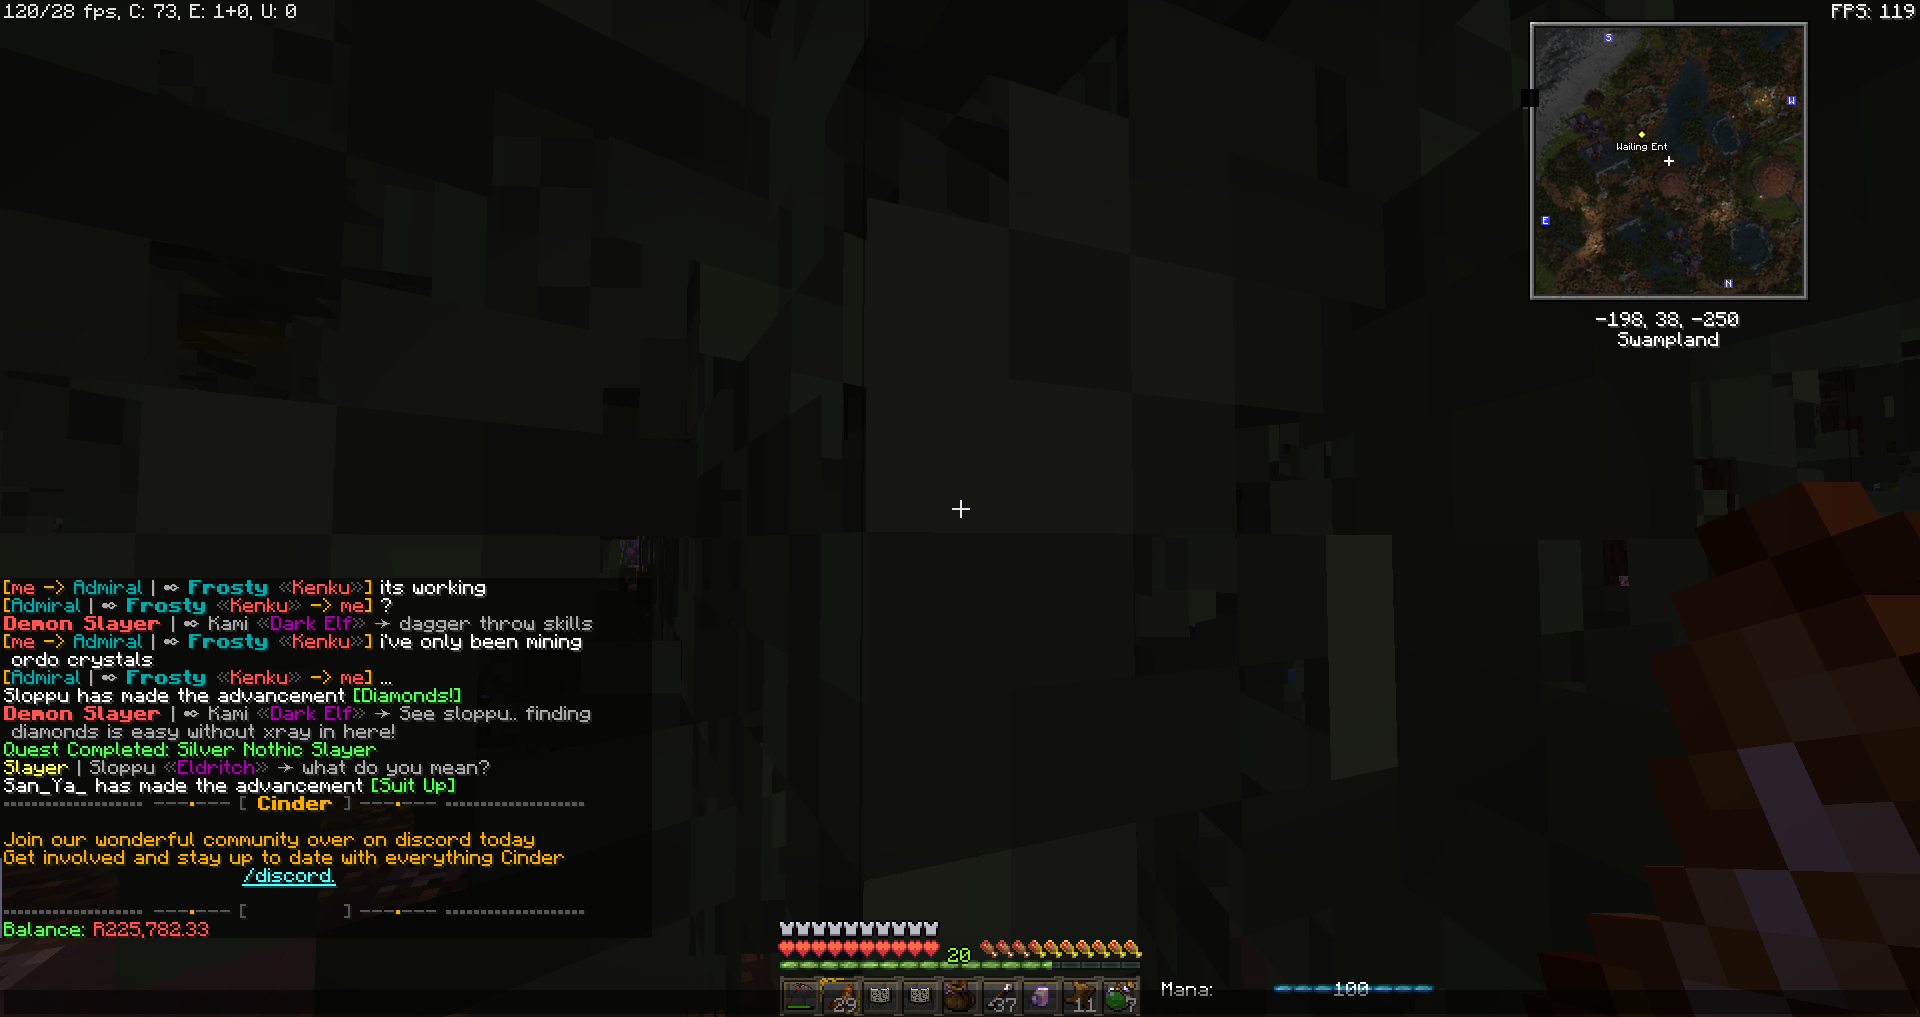 120/28 fps, C: 73, E: 1+0, U: 0
FPS: 119
S
W
Wailing Ent
E
N
-198, 38, -250
Swampland
[me -> Admiral | ∞ Frosty «Kenku»] its working
[Admiral | ∞ Frosty «Kenku» -> me] ?
Demon Slayer | ∞ Kami «Dark Elf» → dagger throw skills
[me -> Admiral | ∞ Frosty «Kenku»] i've only been mining
ordo crystals
[Admiral | ∞ Frosty «Kenku» -> me] ...
Sloppu has made the advancement [Diamonds!]
Demon Slayer | ∞ Kami «Dark Elf» → See sloppu.. finding
diamonds is easy without xray in here!
Quest Completed: Silver Nothic Slayer
Slayer | Sloppu «Eldritch» → what do you mean?
San_Ya_ has made the advancement [Suit Up]
[ Cinder ]
Join our wonderful community over on discord today
Get involved and stay up to date with everything Cinder
/discord.
[ ]
Balance: R225,782.33
20
29
37
11
7
Mana: 100